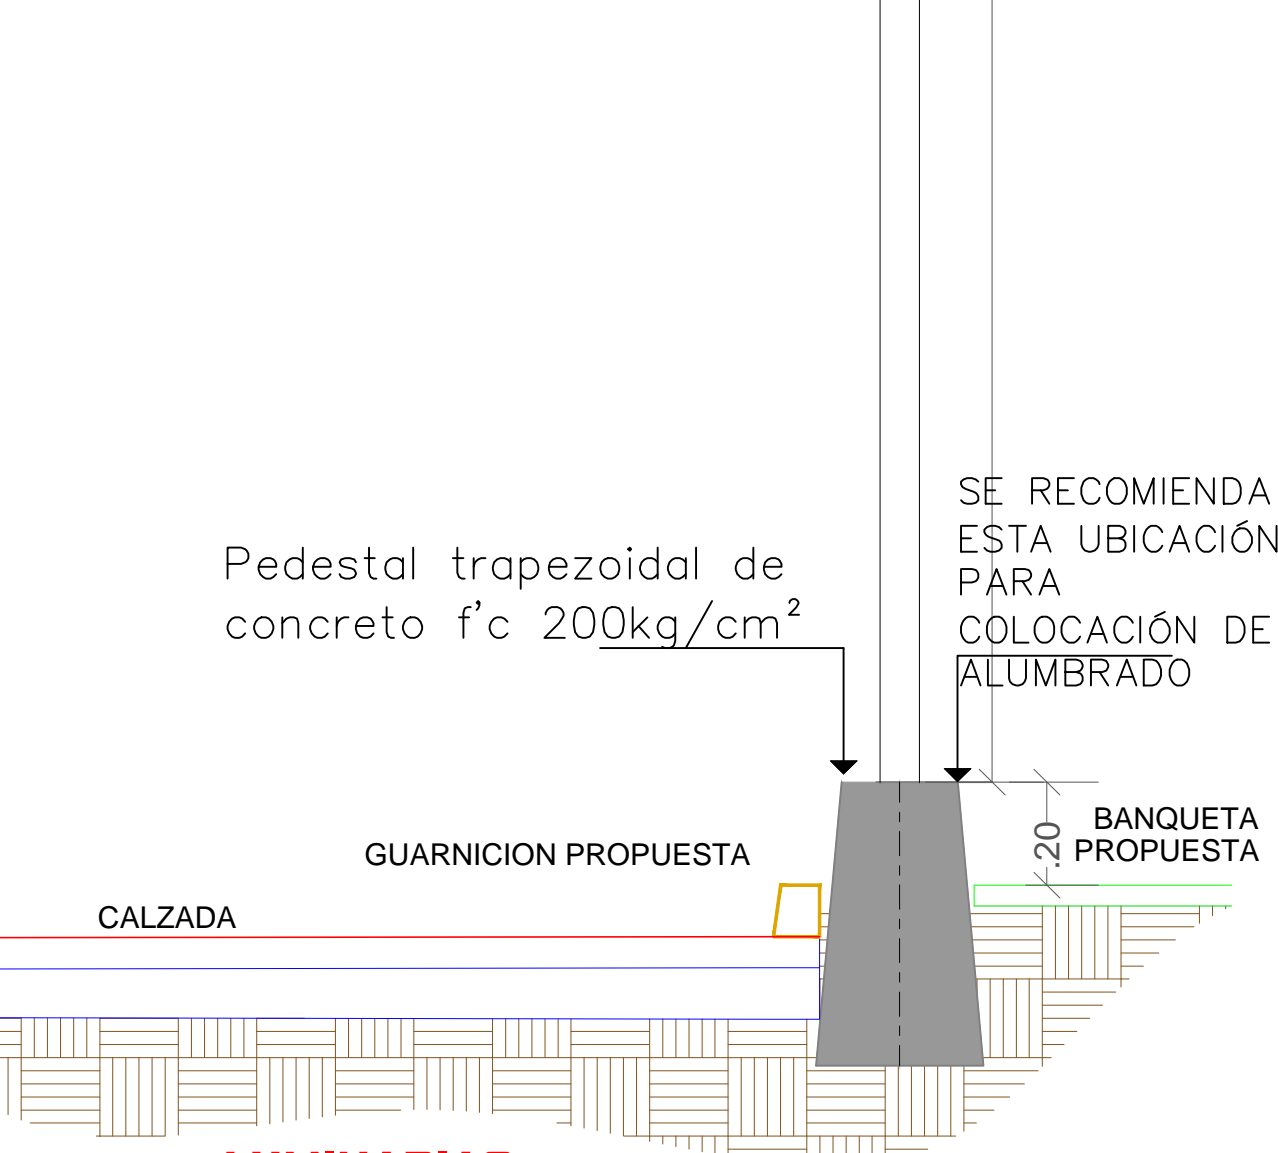 SE RECOMIENDA
ESTA UBICACIÓN
PARA
COLOCACIÓN DE
ALUMBRADO
Pedestal trapezoidal de
concreto f'c 200kg/cm²
BANQUETA
PROPUESTA
.20
GUARNICION PROPUESTA
CALZADA